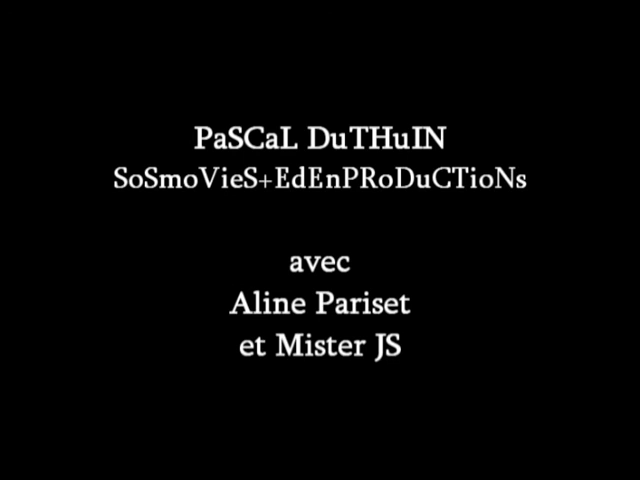 PaSCaL DuTHuIN
SoSmoVieS+EdEnPRoDuCTioNs
avec
Aline Pariset
et Mister JS